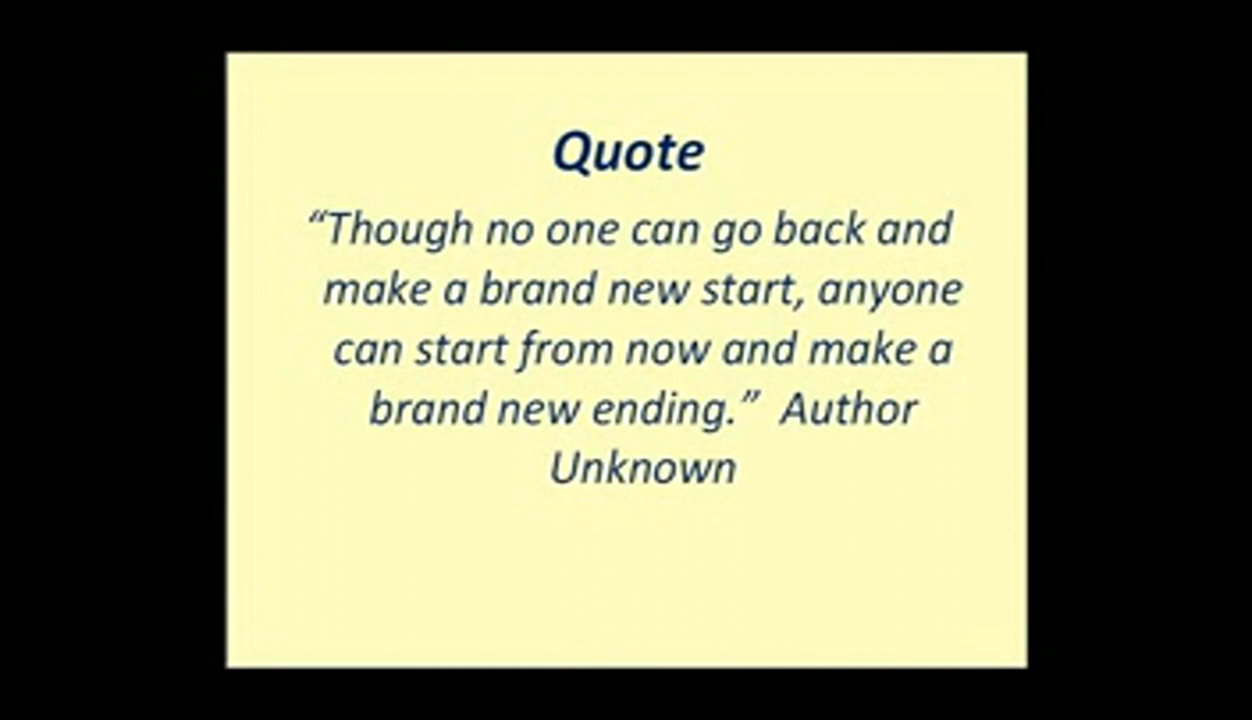 Quote
“Though no one can go back and
make a brand new start, anyone
can start from now and make a
brand new ending.”  Author
Unknown